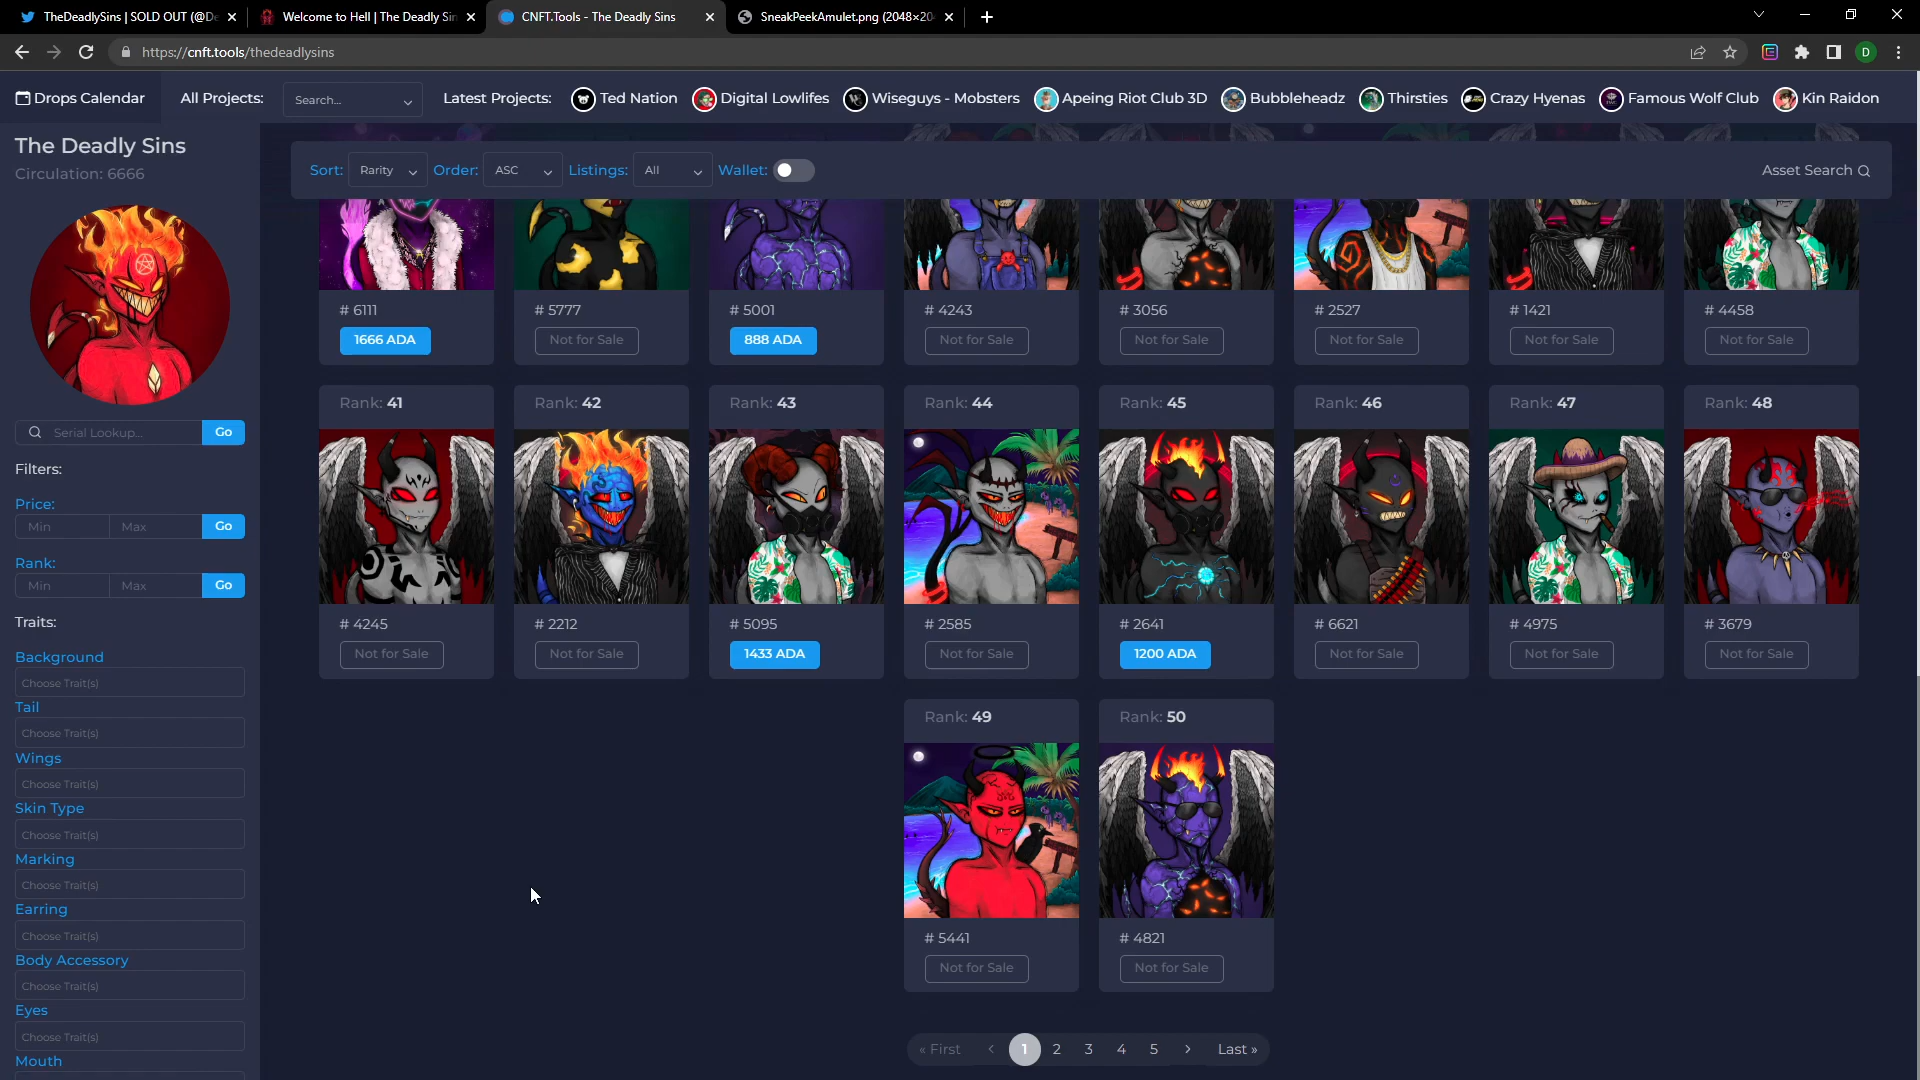 TheDeadlySins | SOLD OUT (@De
Welcome to Hell | The Deadly Sin
CNFT.Tools - The Deadly Sins
SneakPeekAmulet.png (2048×20
https://cnft.tools/thedeadlysins
D
Drops Calendar
All Projects:
Search...
Latest Projects:
Ted Nation
Digital Lowlifes
Wiseguys - Mobsters
Apeing Riot Club 3D
Bubbleheadz
Thirsties
Crazy Hyenas
Famous Wolf Club
Kin Raidon
The Deadly Sins
Circulation: 6666
Sort: Rarity Order: ASC Listings: All Wallet:
Asset Search
# 6111
# 5777
# 5001
# 4243
# 3056
# 2527
# 1421
# 4458
1666 ADA
Not for Sale
888 ADA
Not for Sale
Not for Sale
Not for Sale
Not for Sale
Not for Sale
Rank: 41
Rank: 42
Rank: 43
Rank: 44
Rank: 45
Rank: 46
Rank: 47
Rank: 48
# 4245
# 2212
# 5095
# 2585
# 2641
# 6621
# 4975
# 3679
Not for Sale
Not for Sale
1433 ADA
Not for Sale
1200 ADA
Not for Sale
Not for Sale
Not for Sale
Rank: 49
Rank: 50
# 5441
# 4821
Not for Sale
Not for Sale
« First < 1 2 3 4 5 > Last »
Serial Lookup... Go
Filters:
Price:
Min Max Go
Rank:
Min Max Go
Traits:
Background
Choose Trait(s)
Tail
Choose Trait(s)
Wings
Choose Trait(s)
Skin Type
Choose Trait(s)
Marking
Choose Trait(s)
Earring
Choose Trait(s)
Body Accessory
Choose Trait(s)
Eyes
Choose Trait(s)
Mouth